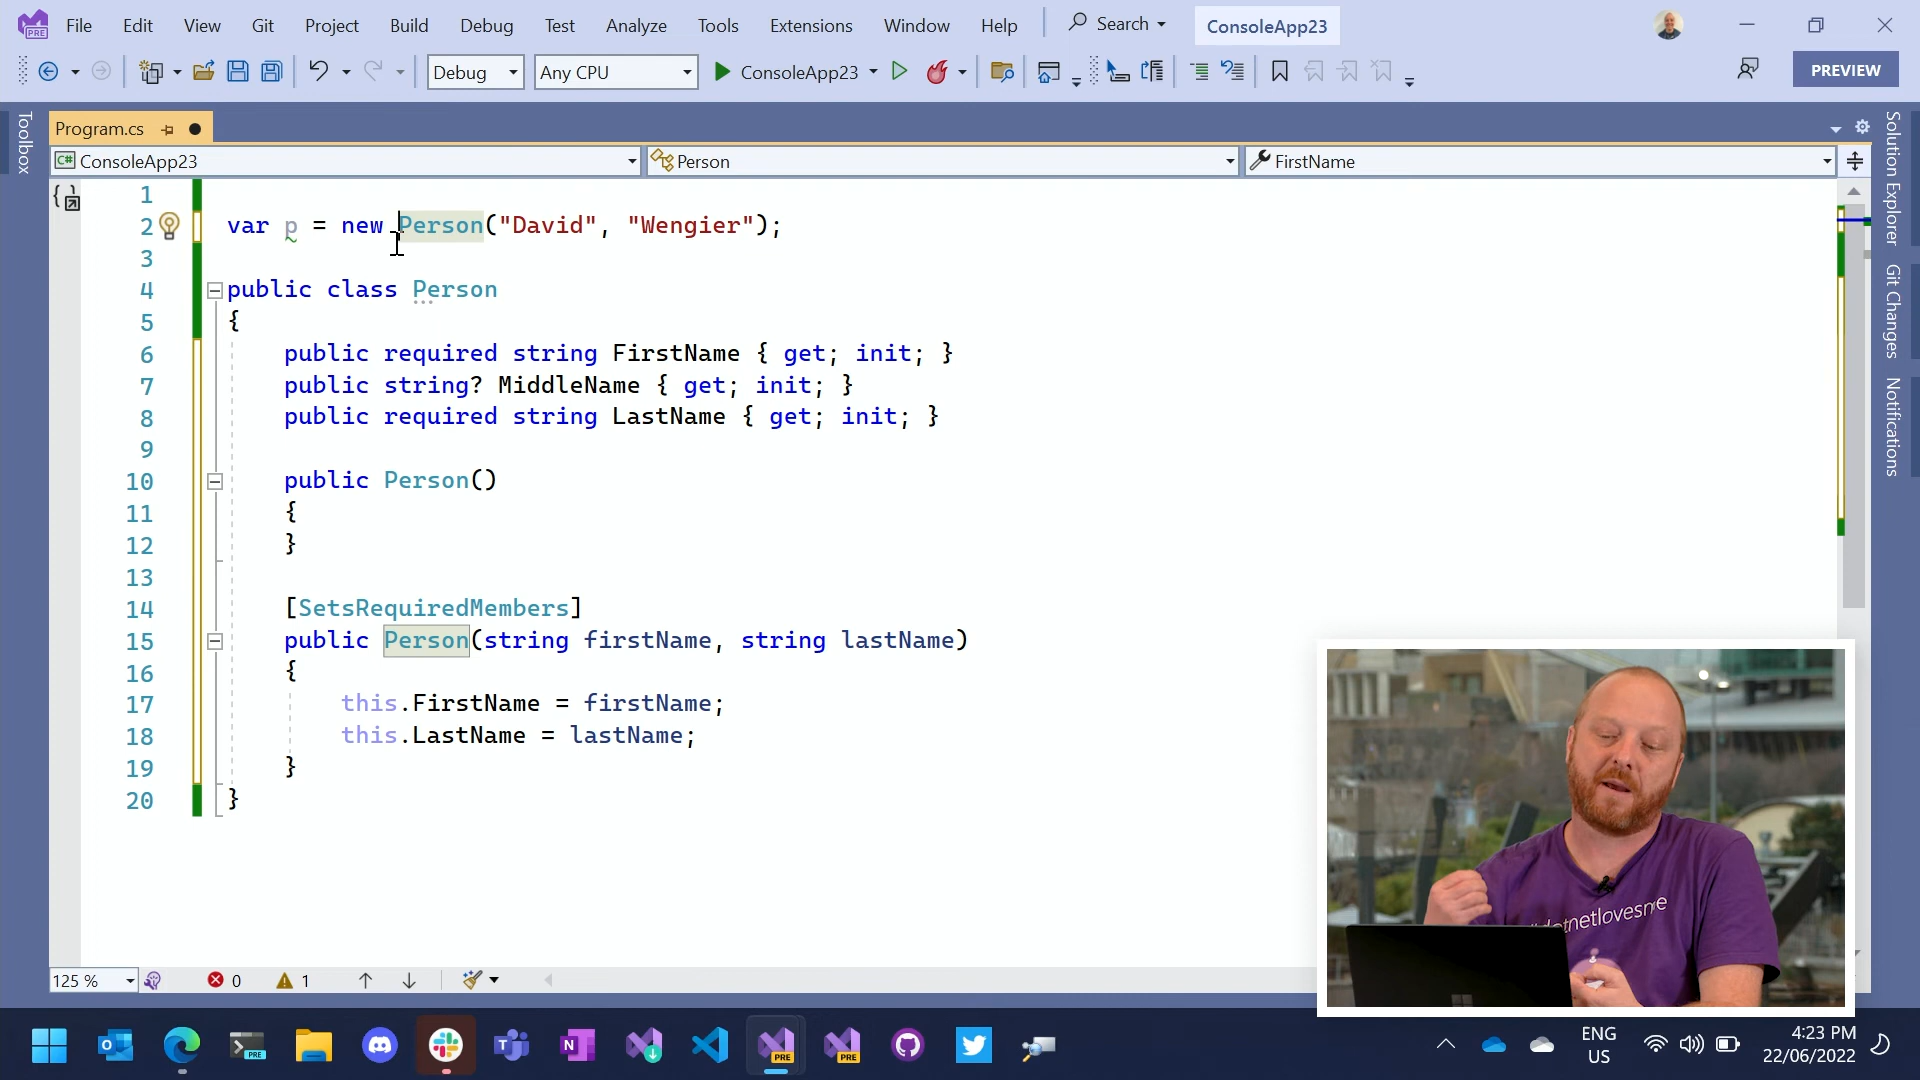 PRE
File
Edit
View
Git
Project
Build
Debug
Test
Analyze
Tools
Extensions
Window
Help
Search
ConsoleApp23
Debug
Any CPU
ConsoleApp23
PREVIEW
Toolbox
Program.cs
C# ConsoleApp23
Person
FirstName
1
2 var p = new Person("David", "Wengier");
3
4 public class Person
5 {
6 public required string FirstName { get; init; }
7 public string? MiddleName { get; init; }
8 public required string LastName { get; init; }
9
10 public Person()
11 {
12 }
13
14 [SetsRequiredMembers]
15 public Person(string firstName, string lastName)
16 {
17 this.FirstName = firstName;
18 this.LastName = lastName;
19 }
20 }
Solution Explorer
Git Changes
Notifications
dotnetlovesme
125 %
0
1
PRE
PRE
PRE
ENG
US
4:23 PM
22/06/2022